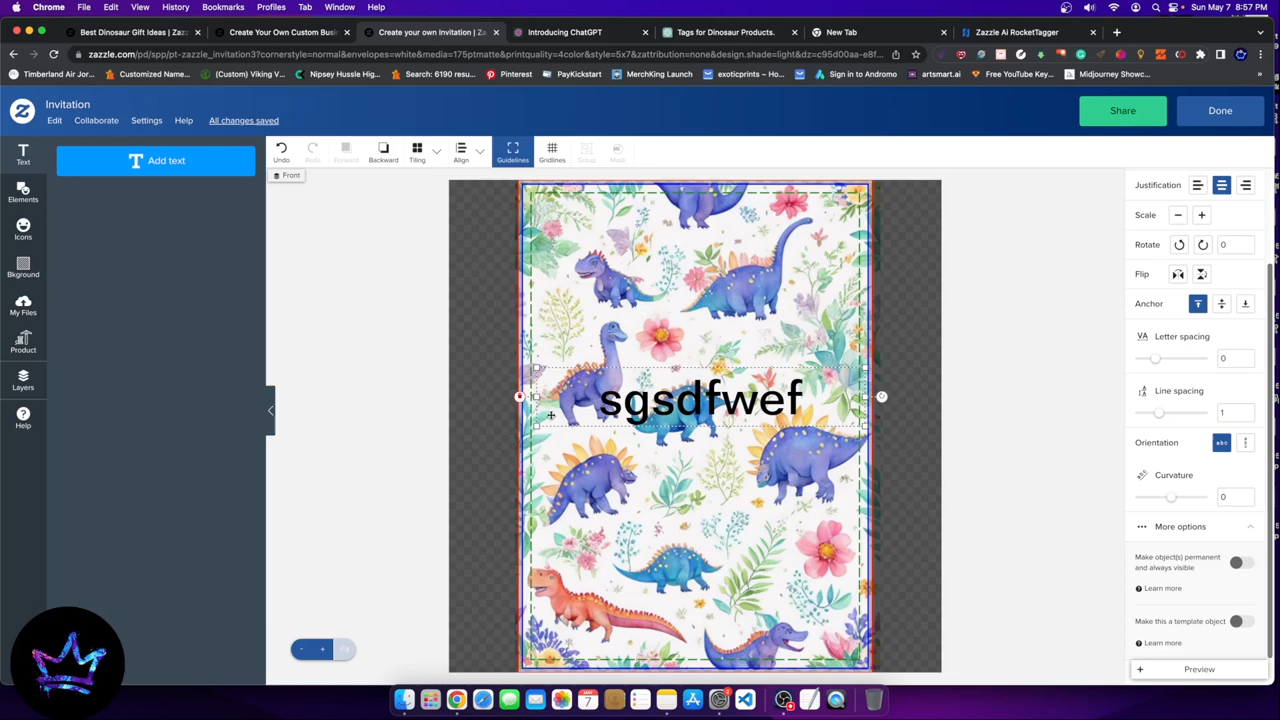 Chrome File Edit View History Bookmarks Profiles Tab Window Help
Sun May 7 8:57 PM
Best Dinosaur Gift Ideas | Zazz
Create Your Own Custom Busi
Create your own Invitation | Za
Introducing ChatGPT
Tags for Dinosaur Products.
New Tab
Zazzle Ai RocketTagger
zazzle.com/pd/spp/pt-zazzle_invitation3?cornerstyle=normal&envelopes=white&media=175ptmatte&printquality=4color&style=5x7&zattribution=none&design.shade=light&dz=c95d00aa-e8f...
Timberland Air Jor...
Customized Name...
(Custom) Viking V...
Nipsey Hussle Hig...
Search: 6190 resu...
Pinterest
PayKickstart
MerchKing Launch
exoticprints – Ho...
Sign in to Andromo
artsmart.ai
Free YouTube Key...
Midjourney Showc...
Invitation
Edit Collaborate Settings Help All changes saved
Share
Done
Text
Add text
Undo Redo Forward Backward Tiling Align Guidelines Gridlines Group Mask
Front
Elements
Icons
Bkground
My Files
Product
Layers
Help
sgsdfwef
Justification
Scale
Rotate 0
Flip
Anchor
Letter spacing
0
Line spacing
1
Orientation abc
Curvature
0
More options
Make object(s) permanent
and always visible
Learn more
Make this a template object
Learn more
Preview
- + Fit